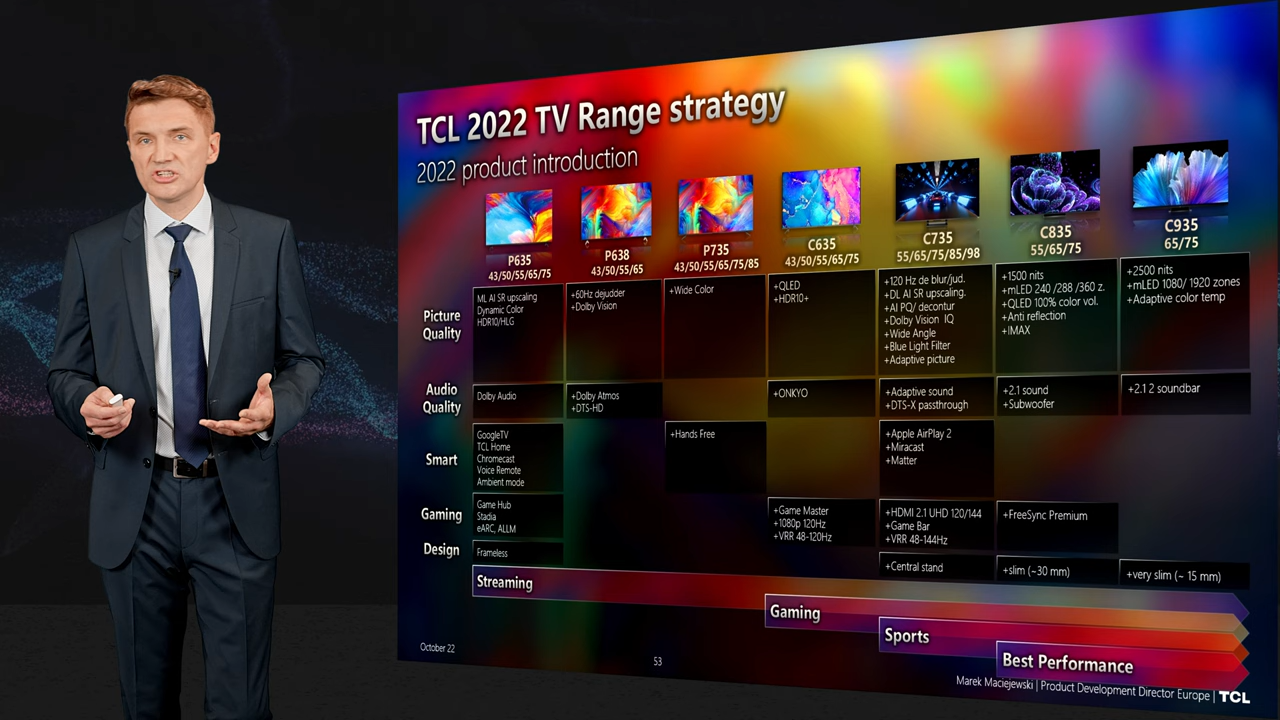 TCL 2022 TV Range strategy
2022 product introduction
P635
43/50/55/65/75
P638
43/50/55/65
P735
43/50/55/65/75/85
C635
43/50/55/65/75
C735
55/65/75/85/98
C835
55/65/75
C935
65/75
Picture
Quality
ML AI SR upscaling
Dynamic Color
HDR10/HLG
+60Hz dejudder
+Dolby Vision
+Wide Color
+QLED
+HDR10+
+120 Hz de blur/jud.
+DL AI SR upscaling.
+AI PQ/ decontur
+Dolby Vision IQ
+Wide Angle
+Blue Light Filter
+Adaptive picture
+1500 nits
+mLED 240 /288 /360 z.
+QLED 100% color vol.
+Anti reflection
+IMAX
+2500 nits
+mLED 1080/ 1920 zones
+Adaptive color temp
Audio
Quality
Dolby Audio
+Dolby Atmos
+DTS-HD
+ONKYO
+Adaptive sound
+DTS-X passthrough
+2.1 sound
+Subwoofer
+2.1 2 soundbar
Smart
GoogleTV
TCL Home
Chromecast
Voice Remote
Ambient mode
+Hands Free
+Apple AirPlay 2
+Miracast
+Matter
Gaming
Game Hub
Stadia
eARC, ALLM
+Game Master
+1080p 120Hz
+VRR 48-120Hz
+HDMI 2.1 UHD 120/144
+Game Bar
+VRR 48-144Hz
+FreeSync Premium
Design
Frameless
+Central stand
+slim (~30 mm)
+very slim (~ 15 mm)
Streaming
Gaming
Sports
Best Performance
October 22
53
Marek Maciejewski | Product Development Director Europe | TCL